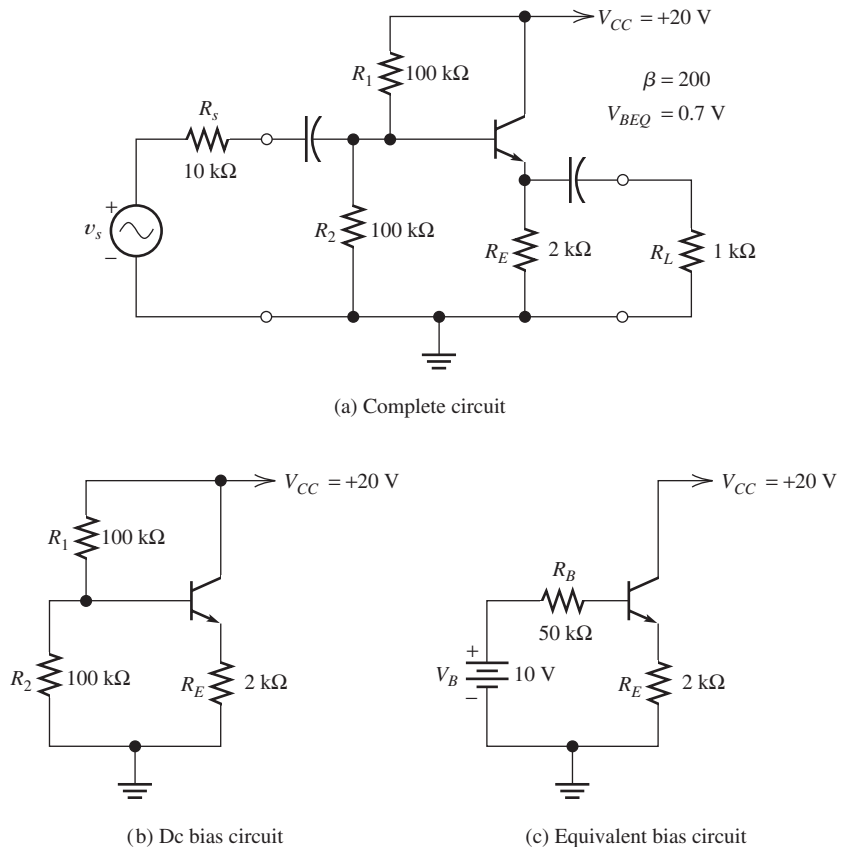 V_CC = +20 V
R_1 100 kΩ
β = 200
V_BEQ = 0.7 V
R_s
10 kΩ
+
v_s
−
R_2 100 kΩ
R_E 2 kΩ
R_L 1 kΩ
(a) Complete circuit
V_CC = +20 V
R_1 100 kΩ
R_2 100 kΩ
R_E 2 kΩ
(b) Dc bias circuit
V_CC = +20 V
R_B
50 kΩ
+
V_B 10 V
−
R_E 2 kΩ
(c) Equivalent bias circuit